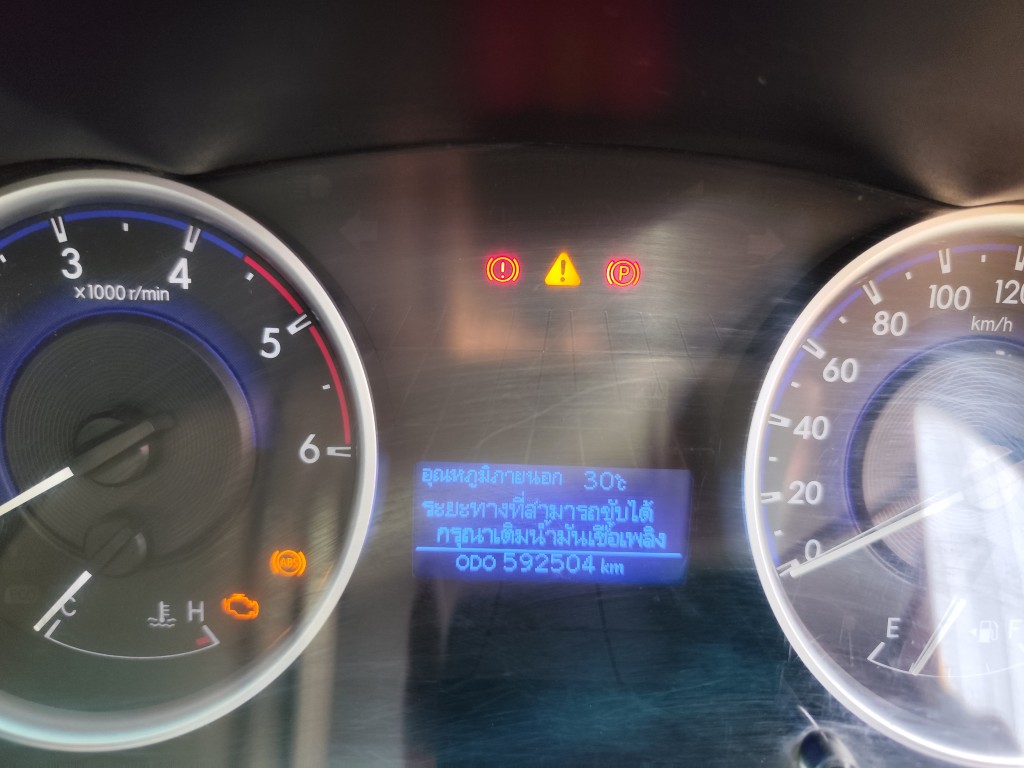 3
4
x1000 r/min
5
6
ABS
C
H
!
!
P
อุณหภูมิภายนอก 30℃
ระยะทางที่สามารถขับได้
กรุณาเติมน้ำมันเชื้อเพลิง
ODO 592504 km
0
20
40
60
80
100
120
km/h
E
F